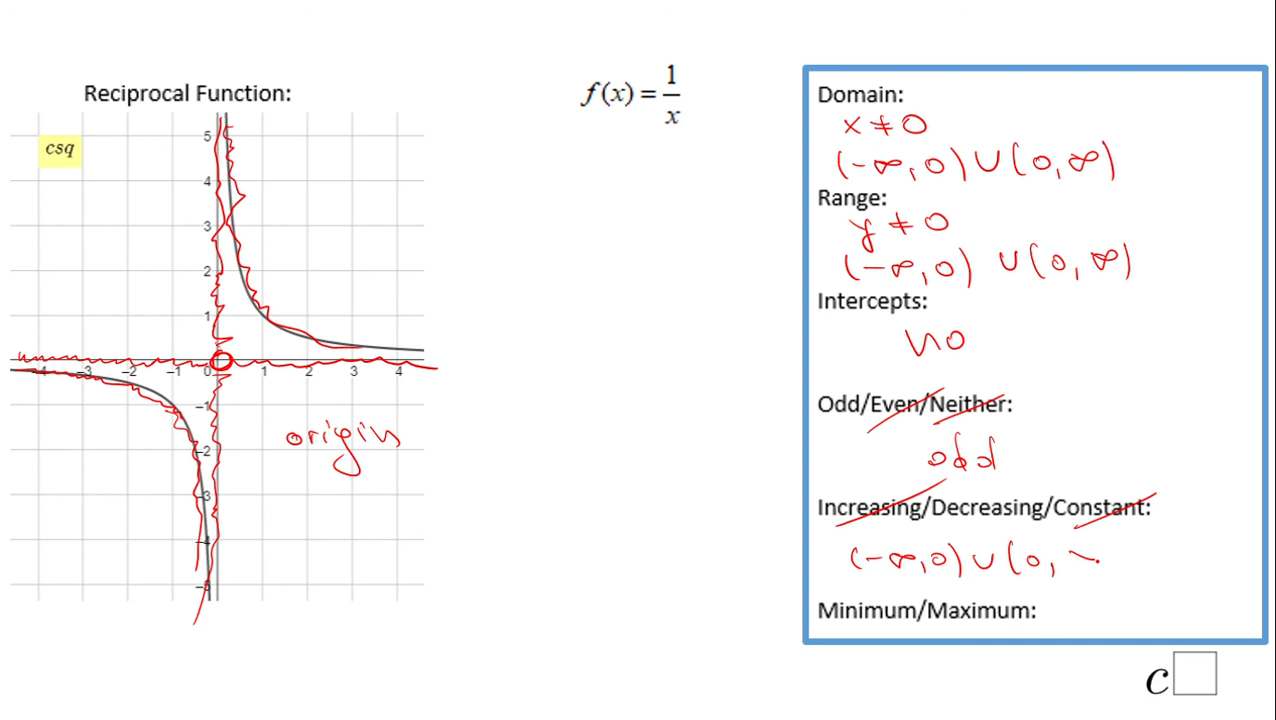 Reciprocal Function:
csq
5
4
3
2
1
-4 -3 -2 -1 0 1 2 3 4
-1
-2
-3
-4
-5
origin
f(x) = 1/x
Domain:
x ≠ 0
(-∞, 0) ∪ (0, ∞)
Range:
y ≠ 0
(-∞, 0) ∪ (0, ∞)
Intercepts:
no
Odd/Even/Neither:
odd
Increasing/Decreasing/Constant:
(-∞, 0) ∪ (0,
Minimum/Maximum:
c